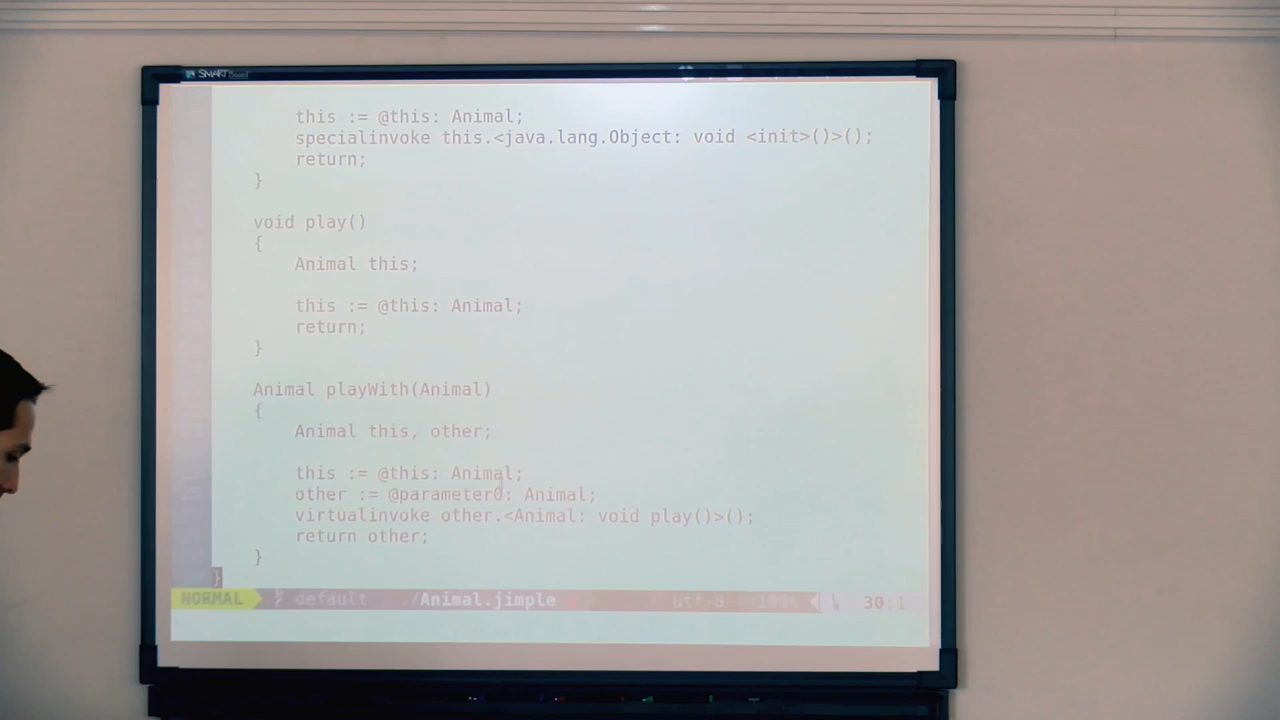 SMART
this := @this: Animal;
specialinvoke this.<java.lang.Object: void <init>()>();
return;
}
void play()
{
Animal this;
this := @this: Animal;
return;
}
Animal playWith(Animal)
{
Animal this, other;
this := @this: Animal;
other := @parameter0: Animal;
virtualinvoke other.<Animal: void play()>();
return other;
}
}
NORMAL default ./Animal.jimple utf-8 100% 30:1